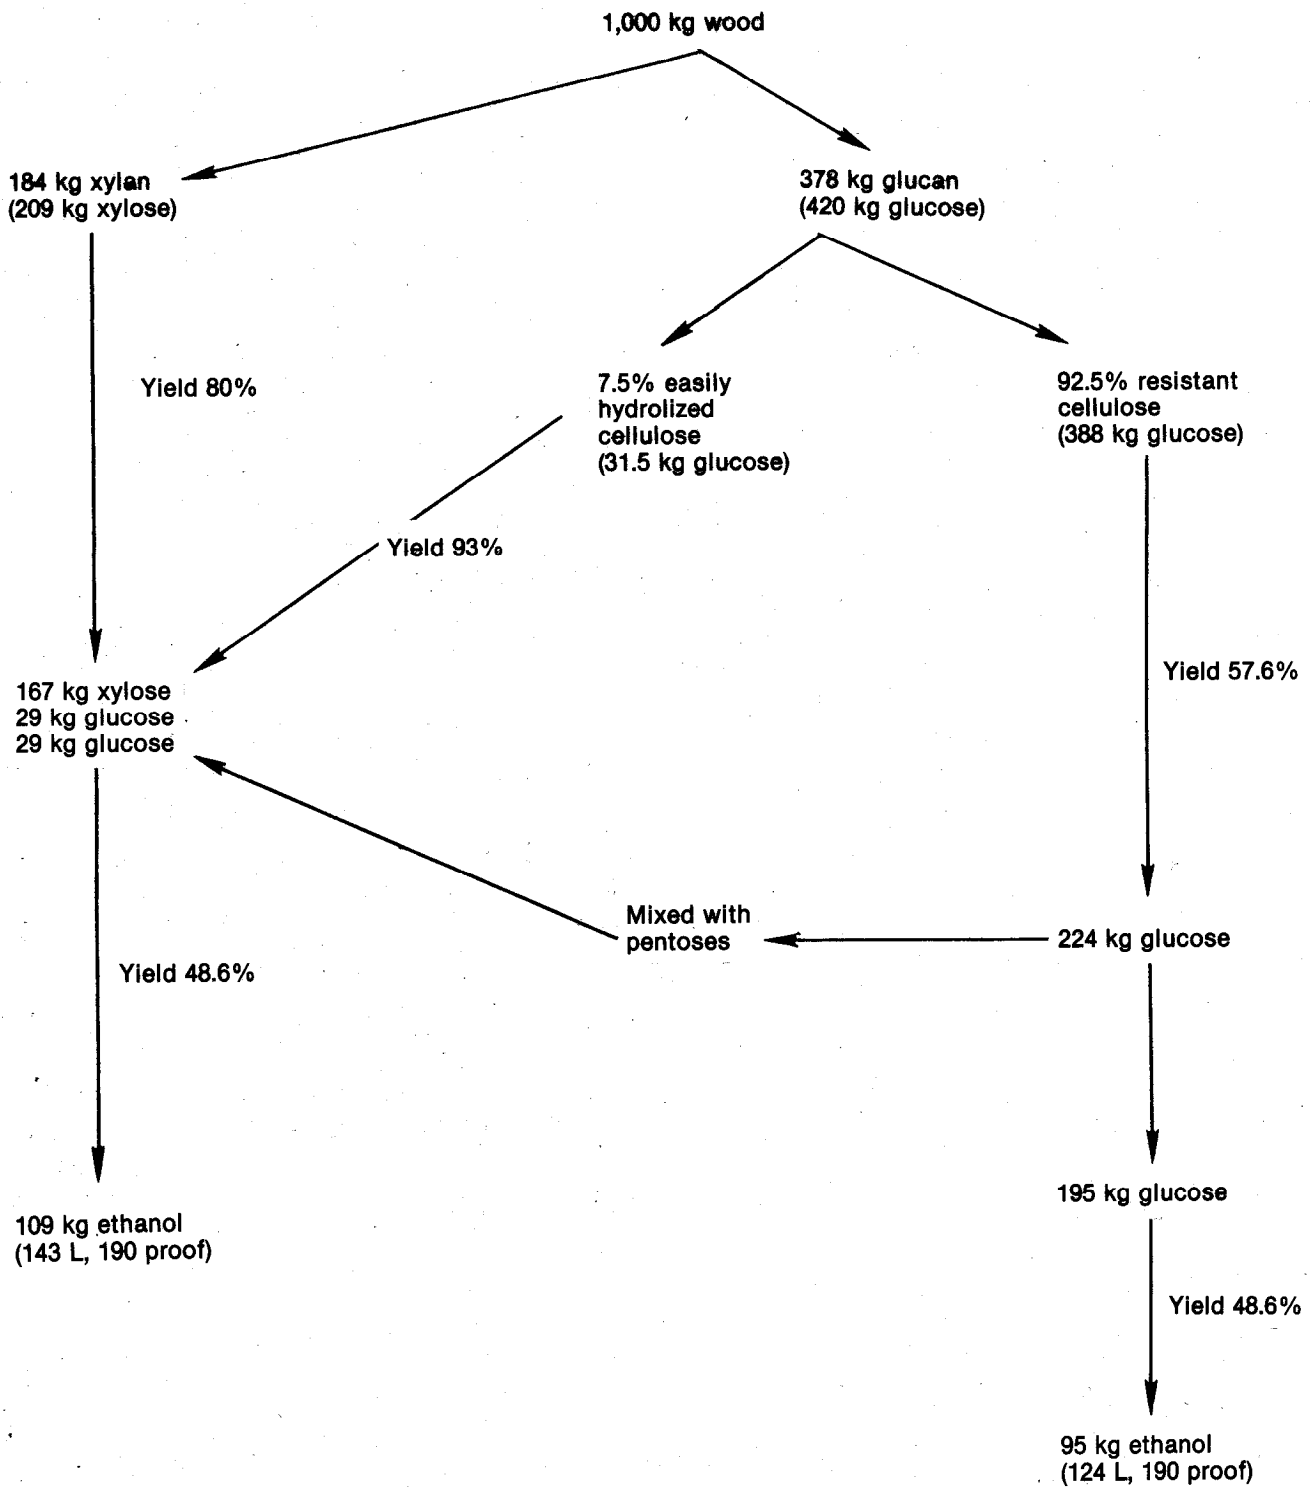 1,000 kg wood
184 kg xylan
(209 kg xylose)
378 kg glucan
(420 kg glucose)
Yield 80%
7.5% easily
hydrolized
cellulose
(31.5 kg glucose)
92.5% resistant
cellulose
(388 kg glucose)
Yield 93%
167 kg xylose
29 kg glucose
29 kg glucose
Yield 57.6%
Mixed with
pentoses
224 kg glucose
Yield 48.6%
195 kg glucose
109 kg ethanol
(143 L, 190 proof)
Yield 48.6%
95 kg ethanol
(124 L, 190 proof)